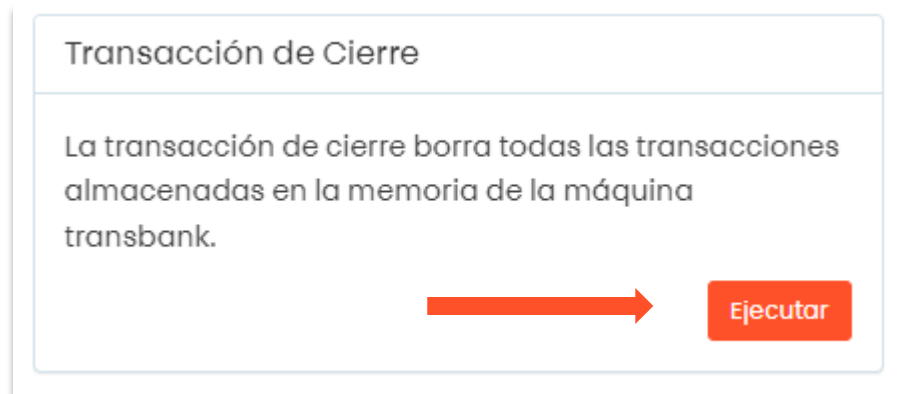 Transacción de Cierre
La transacción de cierre borra todas las transacciones
almacenadas en la memoria de la máquina
transbank.
Ejecutar